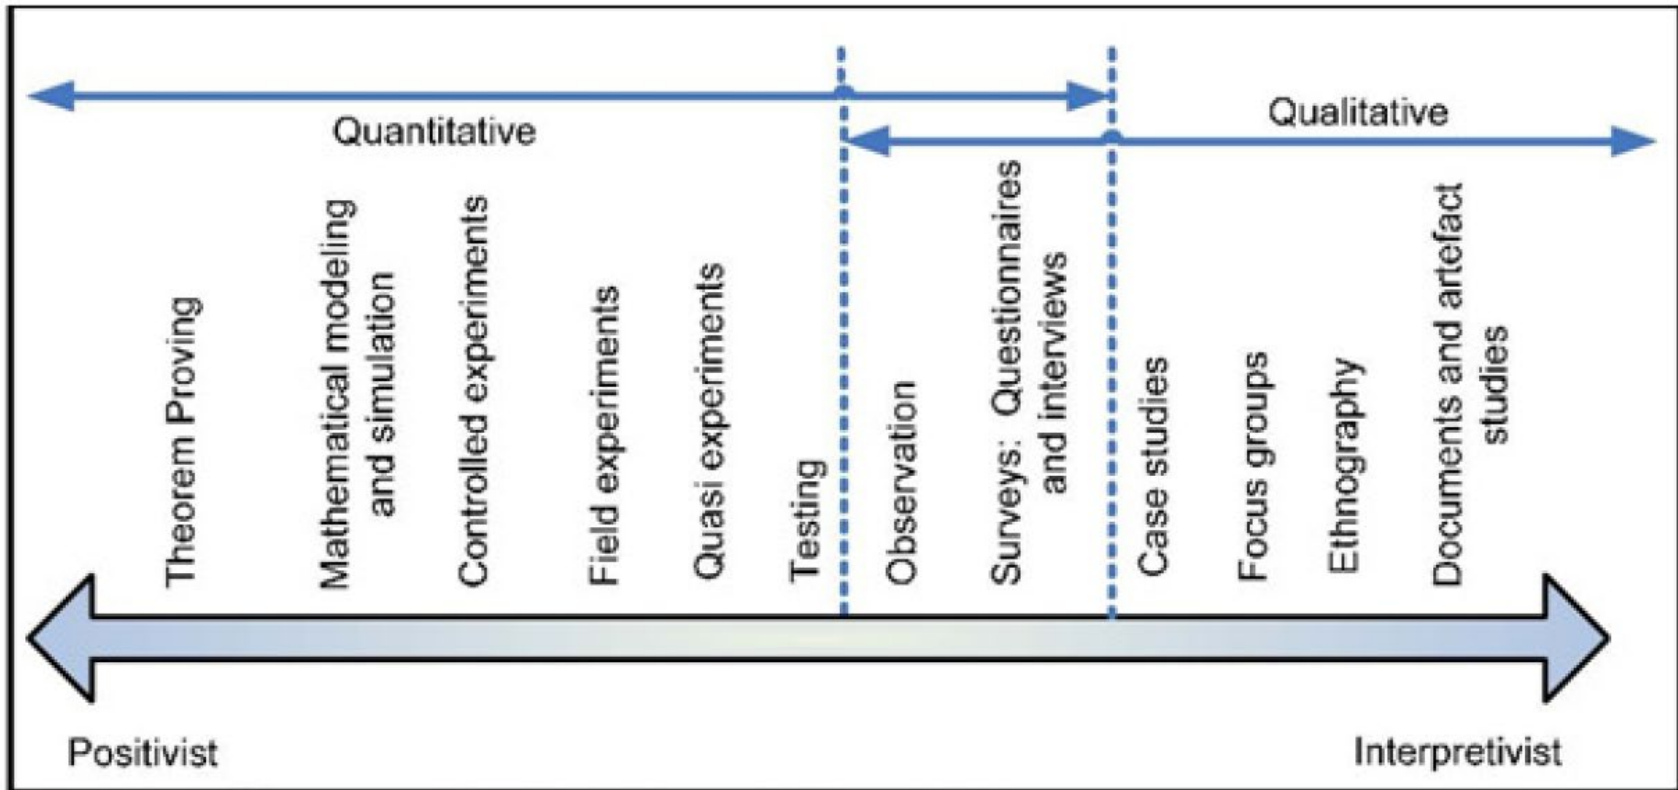 Quantitative
Qualitative
Theorem Proving
Mathematical modeling
and simulation
Controlled experiments
Field experiments
Quasi experiments
Testing
Observation
Surveys: Questionnaires
and interviews
Case studies
Focus groups
Ethnography
Documents and artefact
studies
Positivist
Interpretivist